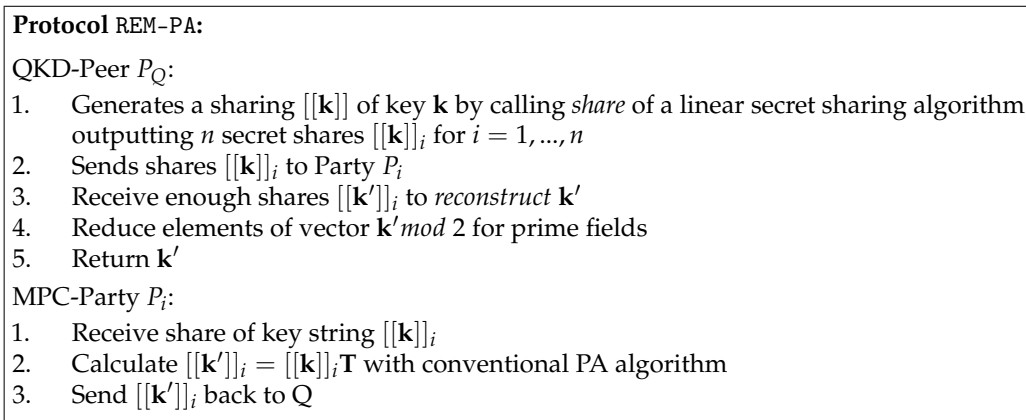 Protocol REM-PA:
QKD-Peer P_Q:
1. Generates a sharing [[k]] of key k by calling share of a linear secret sharing algorithm
outputting n secret shares [[k]]_i for i = 1, ..., n
2. Sends shares [[k]]_i to Party P_i
3. Receive enough shares [[k′]]_i to reconstruct k′
4. Reduce elements of vector k′mod 2 for prime fields
5. Return k′
MPC-Party P_i:
1. Receive share of key string [[k]]_i
2. Calculate [[k′]]_i = [[k]]_iT with conventional PA algorithm
3. Send [[k′]]_i back to Q